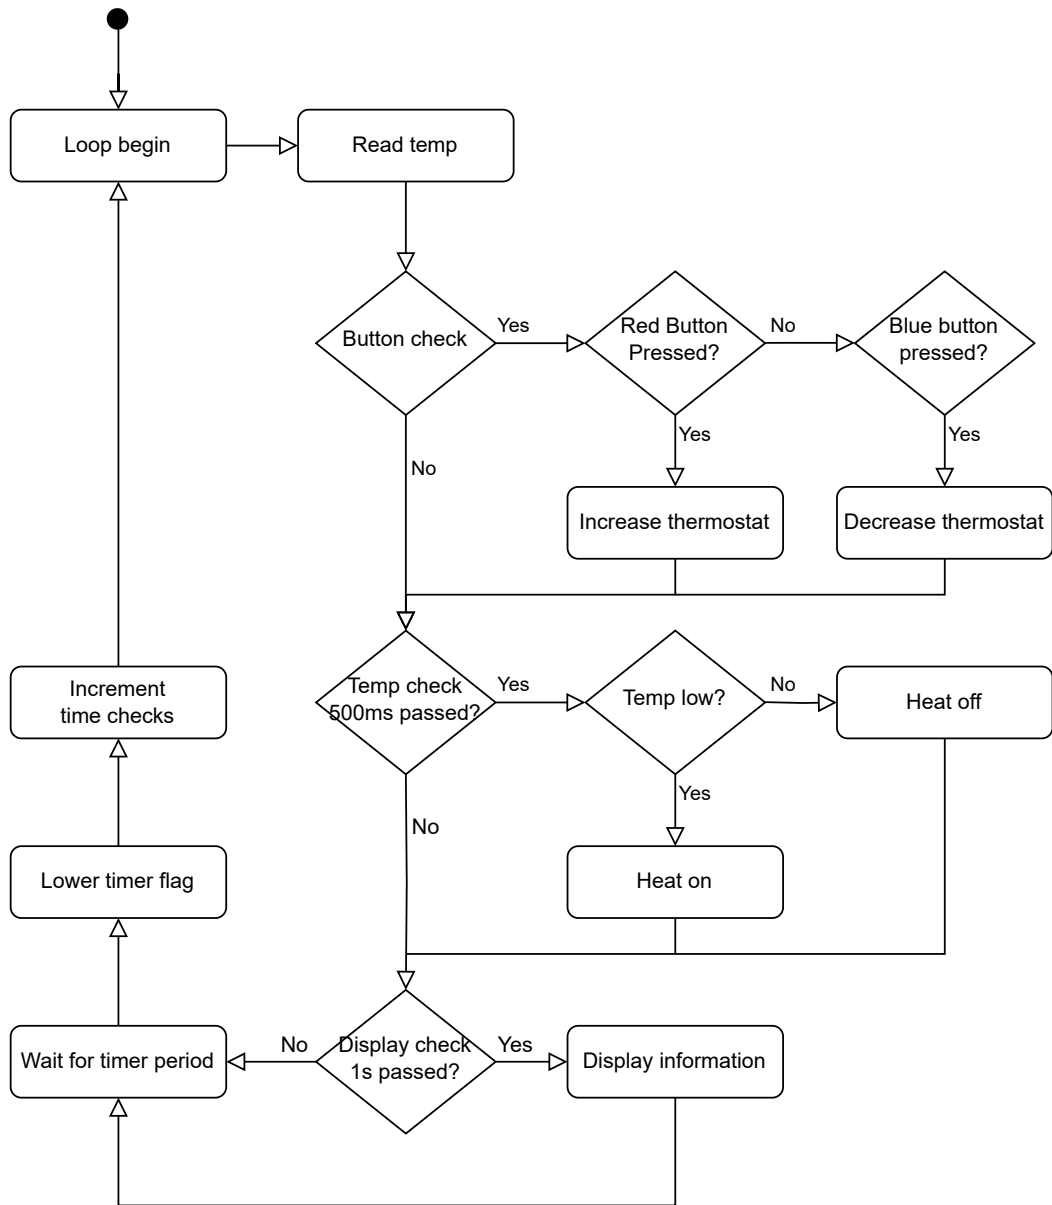 Loop begin
Read temp
Button check
Yes
Red Button
Pressed?
No
Blue button
pressed?
Yes
Yes
No
Increase thermostat
Decrease thermostat
Temp check
500ms passed?
Yes
Temp low?
No
Heat off
Increment
time checks
Yes
No
Lower timer flag
Heat on
Wait for timer period
No
Display check
1s passed?
Yes
Display information